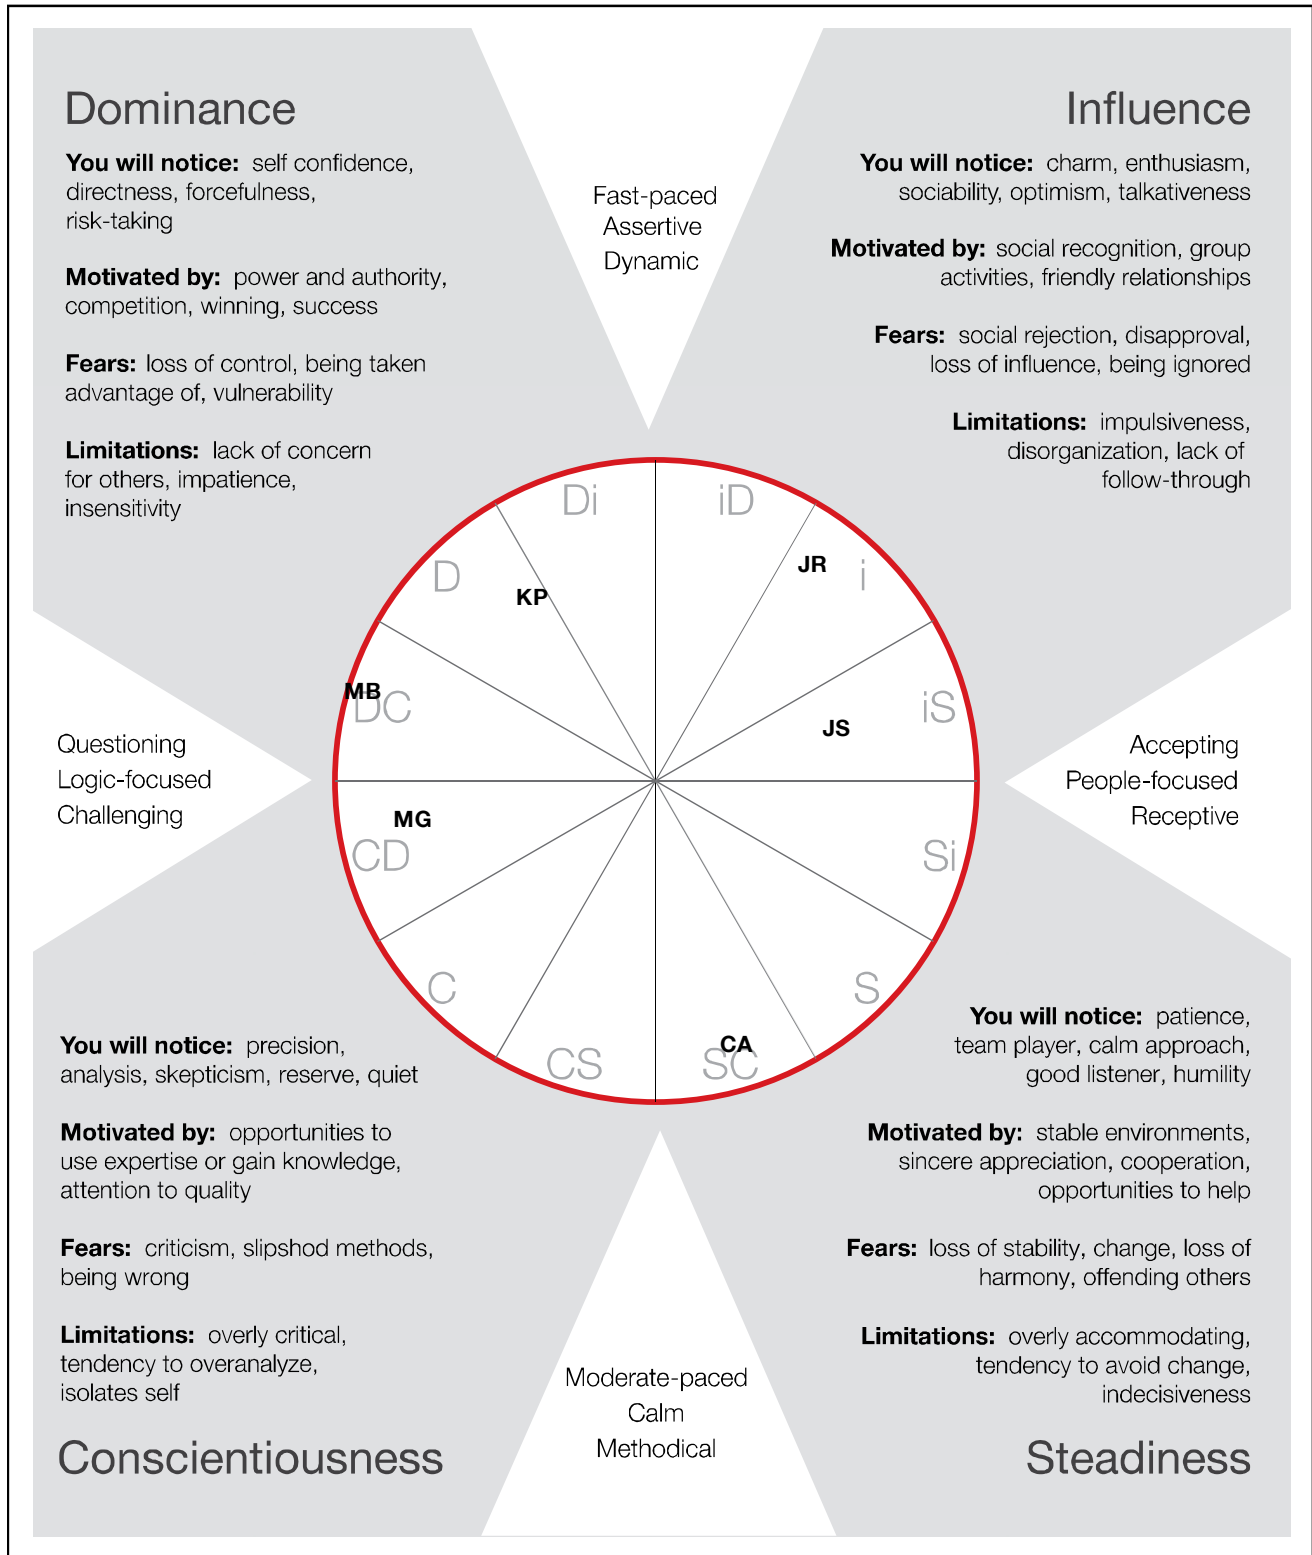 Dominance
You will notice: self confidence,
directness, forcefulness,
risk-taking
Motivated by: power and authority,
competition, winning, success
Fears: loss of control, being taken
advantage of, vulnerability
Limitations: lack of concern
for others, impatience,
insensitivity
Fast-paced
Assertive
Dynamic
Influence
You will notice: charm, enthusiasm,
sociability, optimism, talkativeness
Motivated by: social recognition, group
activities, friendly relationships
Fears: social rejection, disapproval,
loss of influence, being ignored
Limitations: impulsiveness,
disorganization, lack of
follow-through
Di
iD
D
KP
JR
i
MB
DC
JS
iS
Questioning
Logic-focused
Challenging
Accepting
People-focused
Receptive
MG
CD
Si
C
S
CS
CA
SC
You will notice: precision,
analysis, skepticism, reserve, quiet
Motivated by: opportunities to
use expertise or gain knowledge,
attention to quality
Fears: criticism, slipshod methods,
being wrong
Limitations: overly critical,
tendency to overanalyze,
isolates self
Conscientiousness
Moderate-paced
Calm
Methodical
You will notice: patience,
team player, calm approach,
good listener, humility
Motivated by: stable environments,
sincere appreciation, cooperation,
opportunities to help
Fears: loss of stability, change, loss of
harmony, offending others
Limitations: overly accommodating,
tendency to avoid change,
indecisiveness
Steadiness